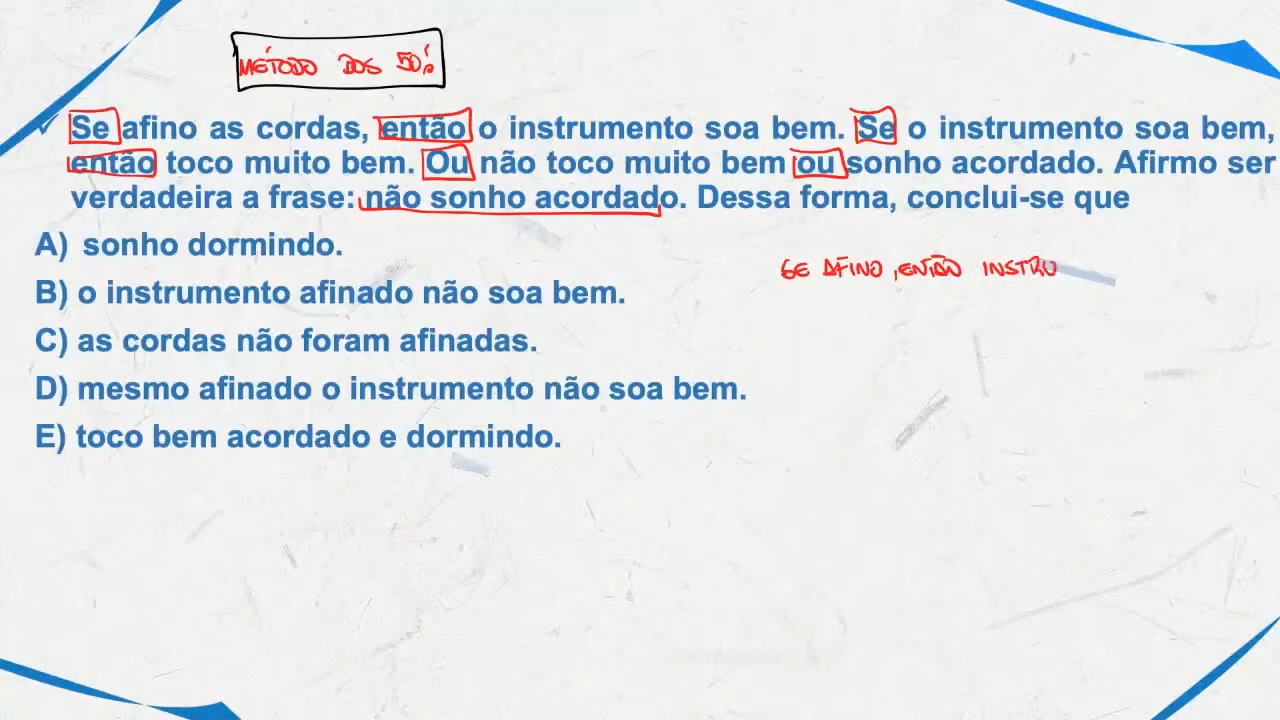 MÉTODO DOS 50%
Se afino as cordas, então o instrumento soa bem. Se o instrumento soa bem,
então toco muito bem. Ou não toco muito bem ou sonho acordado. Afirmo ser
verdadeira a frase: não sonho acordado. Dessa forma, conclui-se que
A) sonho dormindo.
SE AFINO, ENTÃO INSTRU
B) o instrumento afinado não soa bem.
C) as cordas não foram afinadas.
D) mesmo afinado o instrumento não soa bem.
E) toco bem acordado e dormindo.